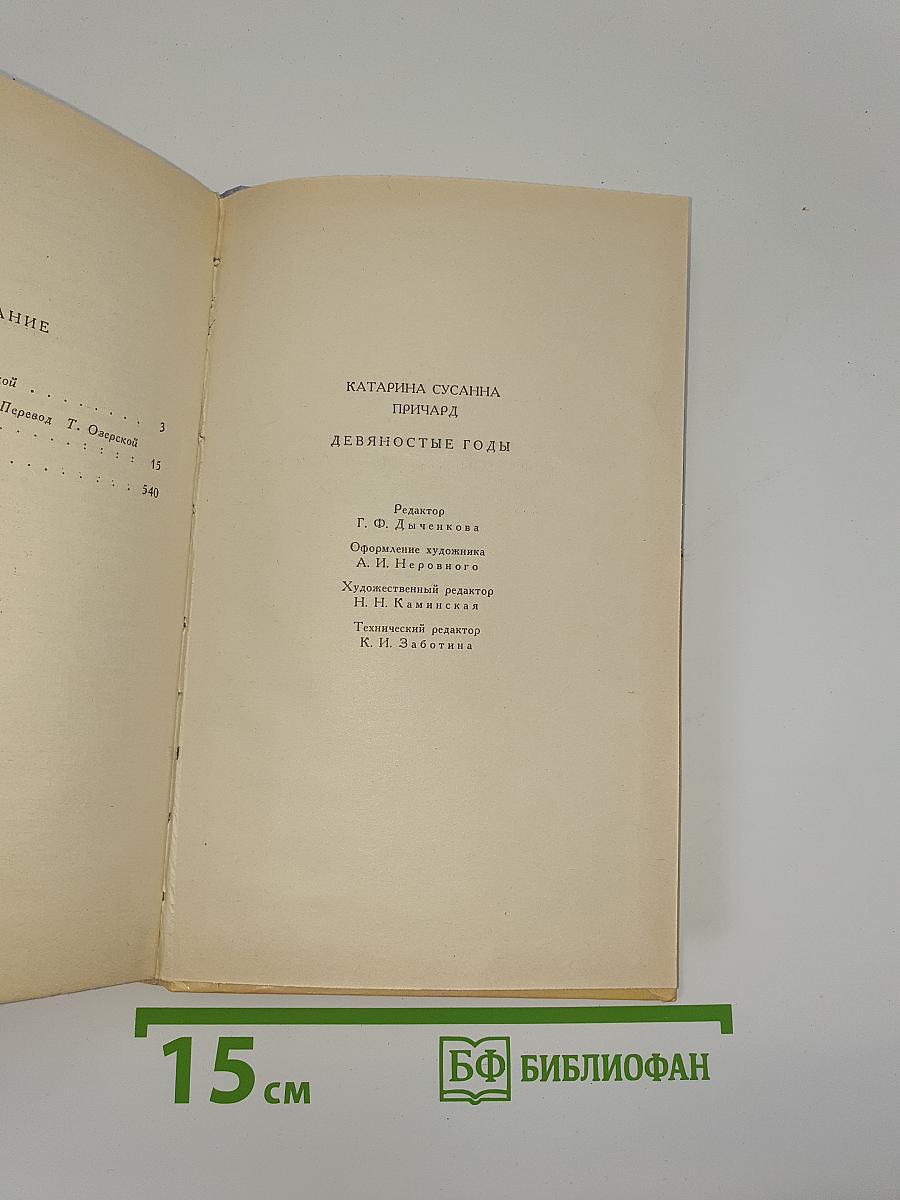 АНИЕ
кой . . . . . . . . 3
Перевод Т. Озерской
. . . . . . . . 15
. . . . . . . . 540
КАТАРИНА СУСАННА
ПРИЧАРД
ДЕВЯНОСТЫЕ ГОДЫ
Редактор
Г. Ф. Дыченкова
Оформление художника
А. И. Неровного
Художественный редактор
Н. Н. Каминская
Технический редактор
К. И. Заботина
15 см
БФ БИБЛИОФАН